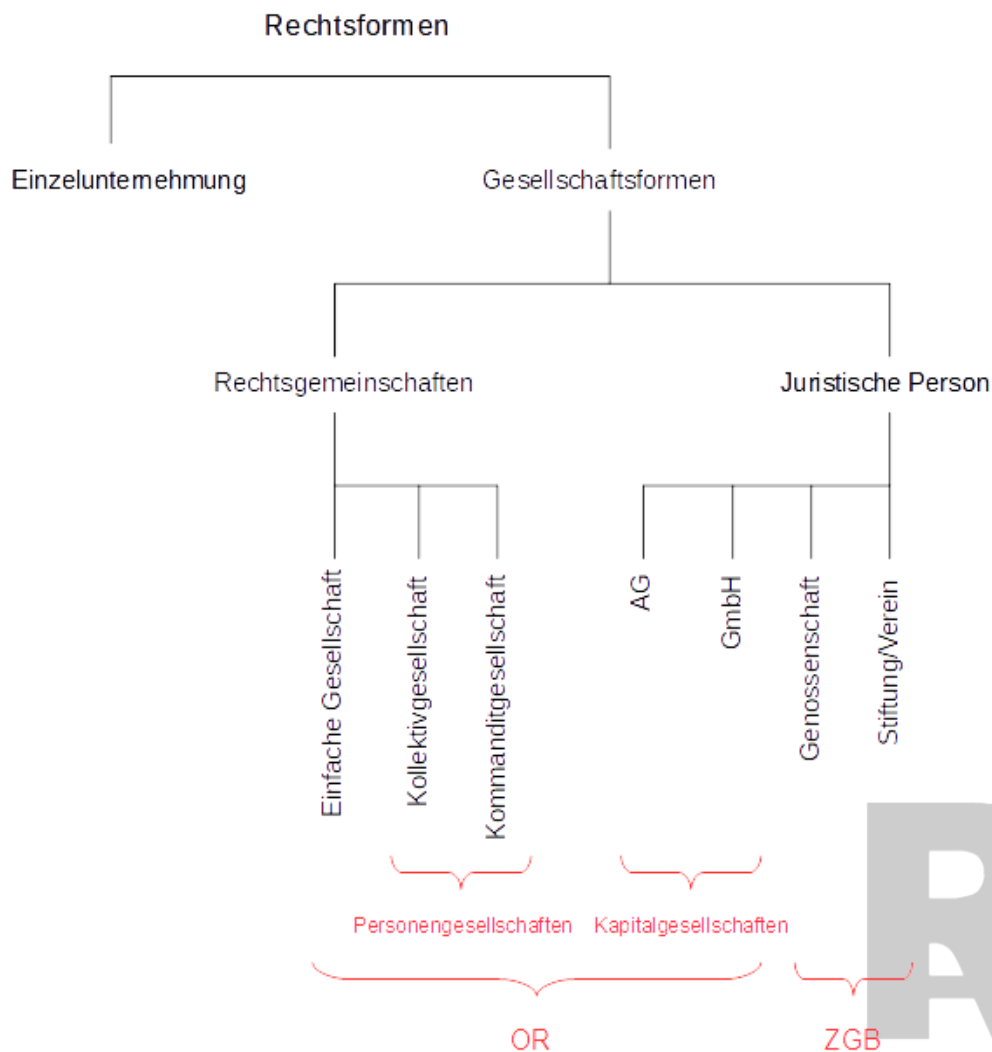 Rechtsformen
Einzelunternehmung
Gesellschaftsformen
Rechtsgemeinschaften
Juristische Person
Einfache Gesellschaft
Kollektivgesellschaft
Kommanditgesellschaft
AG
GmbH
Genossenschaft
Stiftung/Verein
Personengesellschaften
Kapitalgesellschaften
OR
ZGB
R